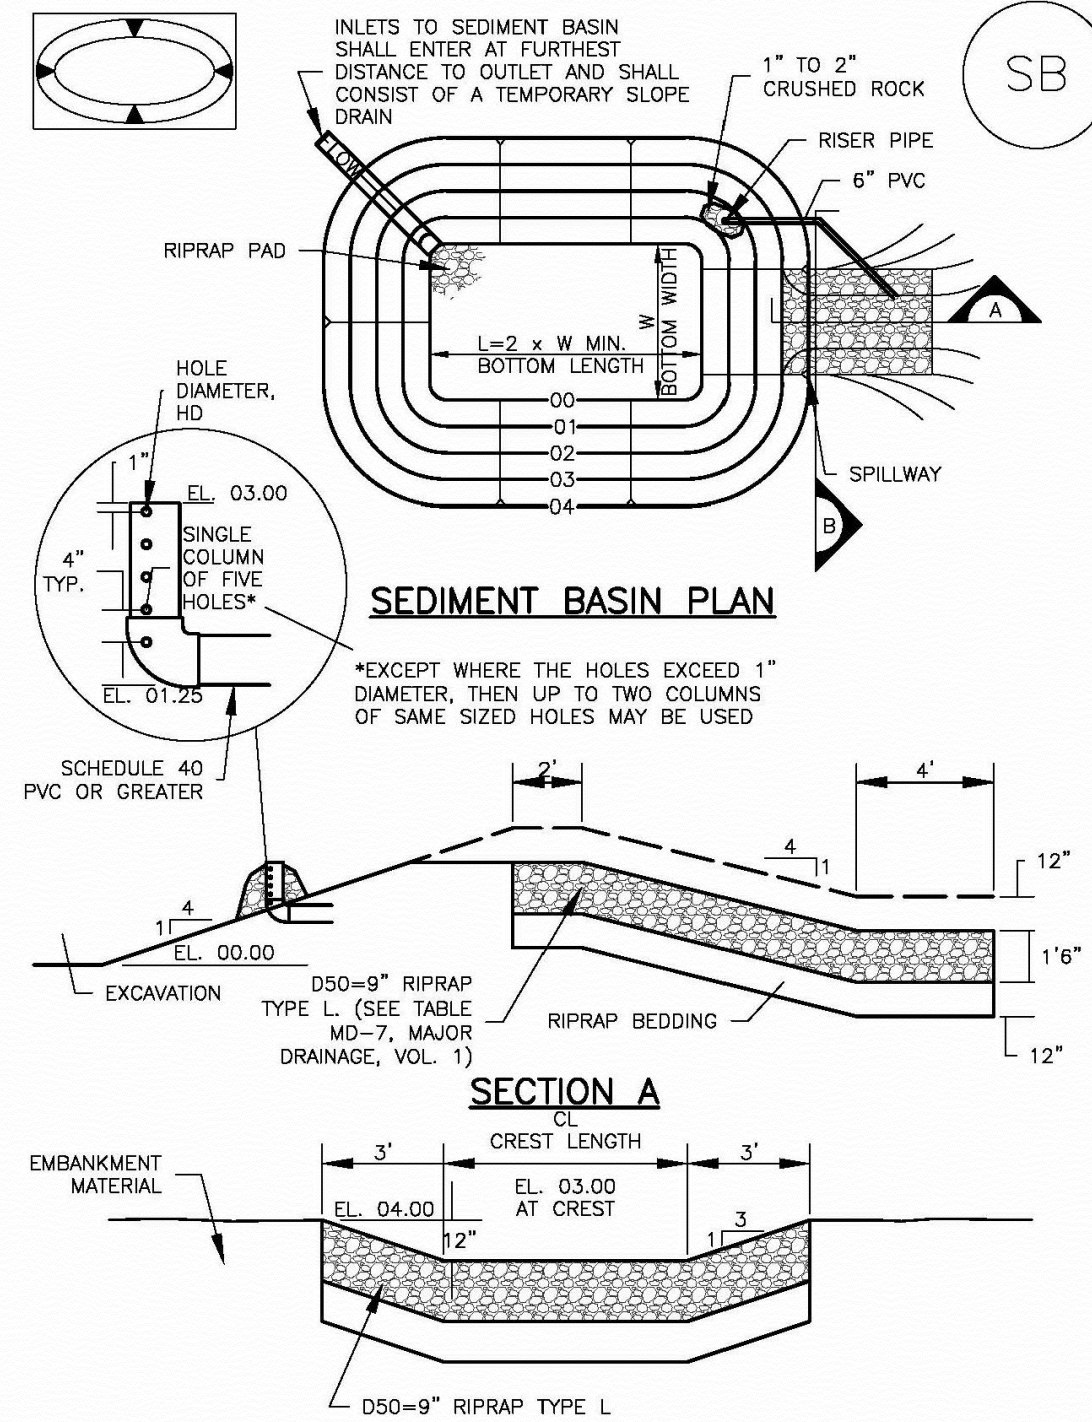 INLETS TO SEDIMENT BASIN
SHALL ENTER AT FURTHEST
DISTANCE TO OUTLET AND SHALL
CONSIST OF A TEMPORARY SLOPE
DRAIN
1" TO 2"
CRUSHED ROCK
SB
RISER PIPE
6" PVC
FLOW
RIPRAP PAD
W
BOTTOM WIDTH
L=2 x W MIN.
BOTTOM LENGTH
A
00
01
02
03
04
SPILLWAY
B
HOLE
DIAMETER,
HD
1"
EL. 03.00
4"
TYP.
SINGLE
COLUMN
OF FIVE
HOLES*
EL. 01.25
SEDIMENT BASIN PLAN
*EXCEPT WHERE THE HOLES EXCEED 1"
DIAMETER, THEN UP TO TWO COLUMNS
OF SAME SIZED HOLES MAY BE USED
SCHEDULE 40
PVC OR GREATER
2'
4'
4
1
12"
4
1
EL. 00.00
EXCAVATION
1'6"
D50=9" RIPRAP
TYPE L. (SEE TABLE
MD-7, MAJOR
DRAINAGE, VOL. 1)
RIPRAP BEDDING
12"
SECTION A
CL
CREST LENGTH
3'
3'
EMBANKMENT
MATERIAL
EL. 04.00
EL. 03.00
AT CREST
12"
3
1
D50=9" RIPRAP TYPE L